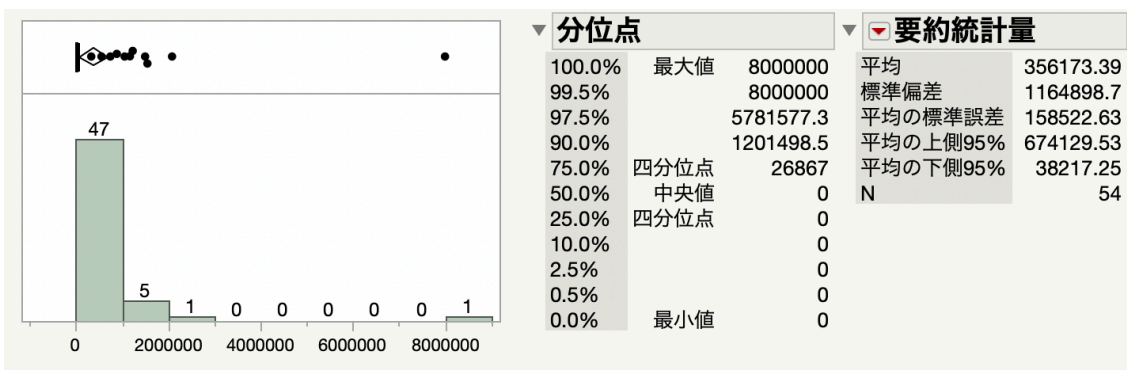 47
5
1
0
0
0
0
0
1
0
2000000
4000000
6000000
8000000
分位点
100.0% 最大値 8000000
99.5% 8000000
97.5% 5781577.3
90.0% 1201498.5
75.0% 四分位点 26867
50.0% 中央値 0
25.0% 四分位点 0
10.0% 0
2.5% 0
0.5% 0
0.0% 最小値 0
要約統計量
平均 356173.39
標準偏差 1164898.7
平均の標準誤差 158522.63
平均の上側95% 674129.53
平均の下側95% 38217.25
N 54